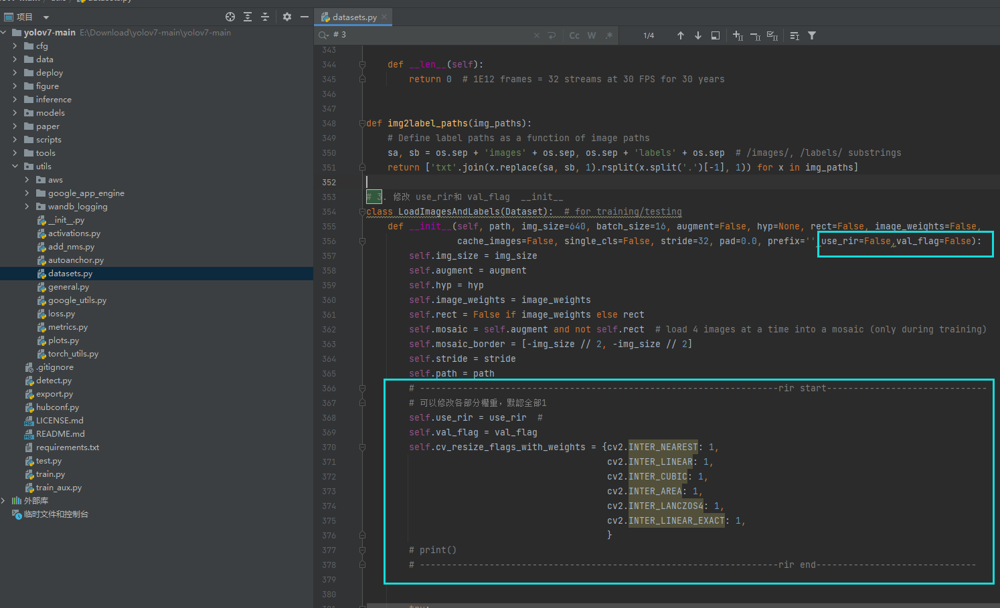 项目
yolov7-main E:\Download\yolov7-main\yolov7-main
cfg
data
deploy
figure
inference
models
paper
scripts
tools
utils
aws
google_app_engine
wandb_logging
__init__.py
activations.py
add_nms.py
autoanchor.py
datasets.py
general.py
google_utils.py
loss.py
metrics.py
plots.py
torch_utils.py
.gitignore
detect.py
export.py
hubconf.py
LICENSE.md
README.md
requirements.txt
test.py
train.py
train_aux.py
外部库
临时文件和控制台
datasets.py
# 3
Cc W .* 1/4
343
344 def __len__(self):
345 return 0  # 1E12 frames = 32 streams at 30 FPS for 30 years
346
347
348 def img2label_paths(img_paths):
349 # Define label paths as a function of image paths
350 sa, sb = os.sep + 'images' + os.sep, os.sep + 'labels' + os.sep  # /images/, /labels/ substrings
351 return ['txt'.join(x.replace(sa, sb, 1).rsplit(x.split('.')[-1], 1)) for x in img_paths]
352
353 # 3. 修改 use_rir和 val_flag  __init__
354 class LoadImagesAndLabels(Dataset):  # for training/testing
355 def __init__(self, path, img_size=640, batch_size=16, augment=False, hyp=None, rect=False, image_weights=False,
356 cache_images=False, single_cls=False, stride=32, pad=0.0, prefix='',use_rir=False,val_flag=False):
357 self.img_size = img_size
358 self.augment = augment
359 self.hyp = hyp
360 self.image_weights = image_weights
361 self.rect = False if image_weights else rect
362 self.mosaic = self.augment and not self.rect  # load 4 images at a time into a mosaic (only during training)
363 self.mosaic_border = [-img_size // 2, -img_size // 2]
364 self.stride = stride
365 self.path = path
366 # -------------------------------------------------------------------rir start------------------------------
367 # 可以修改各部分權重，默認全部1
368 self.use_rir = use_rir  #
369 self.val_flag = val_flag
370 self.cv_resize_flags_with_weights = {cv2.INTER_NEAREST: 1,
371 cv2.INTER_LINEAR: 1,
372 cv2.INTER_CUBIC: 1,
373 cv2.INTER_AREA: 1,
374 cv2.INTER_LANCZOS4: 1,
375 cv2.INTER_LINEAR_EXACT: 1,
376 }
377 # print()
378 # -------------------------------------------------------------------rir end------------------------------
379
380